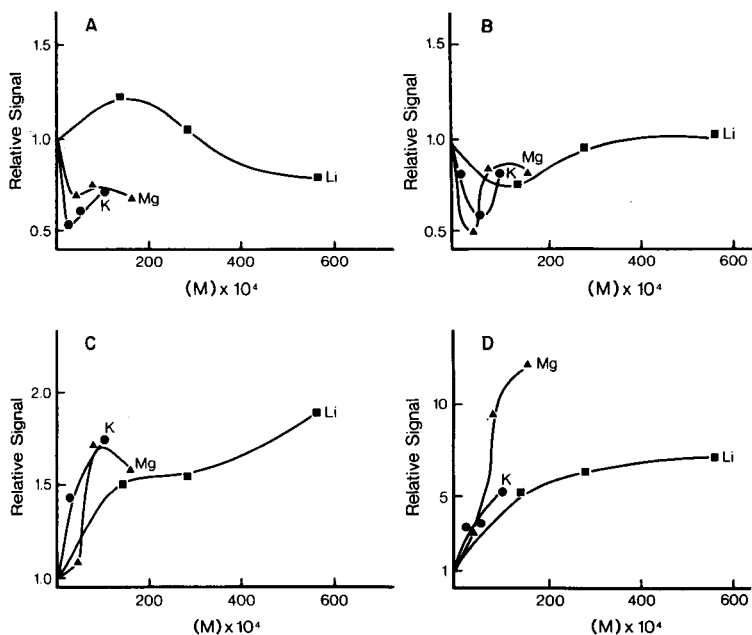 A
Relative Signal
1.5
1.0
0.5
Li
Mg
K
200
400
600
(M) x 10⁴
B
Relative Signal
1.5
1.0
0.5
Li
Mg
K
200
400
600
(M) x 10⁴
C
Relative Signal
2.0
1.5
1.0
K
Li
Mg
200
400
600
(M) x 10⁴
D
Relative Signal
10
5
1
Mg
Li
K
200
400
600
(M) x 10⁴